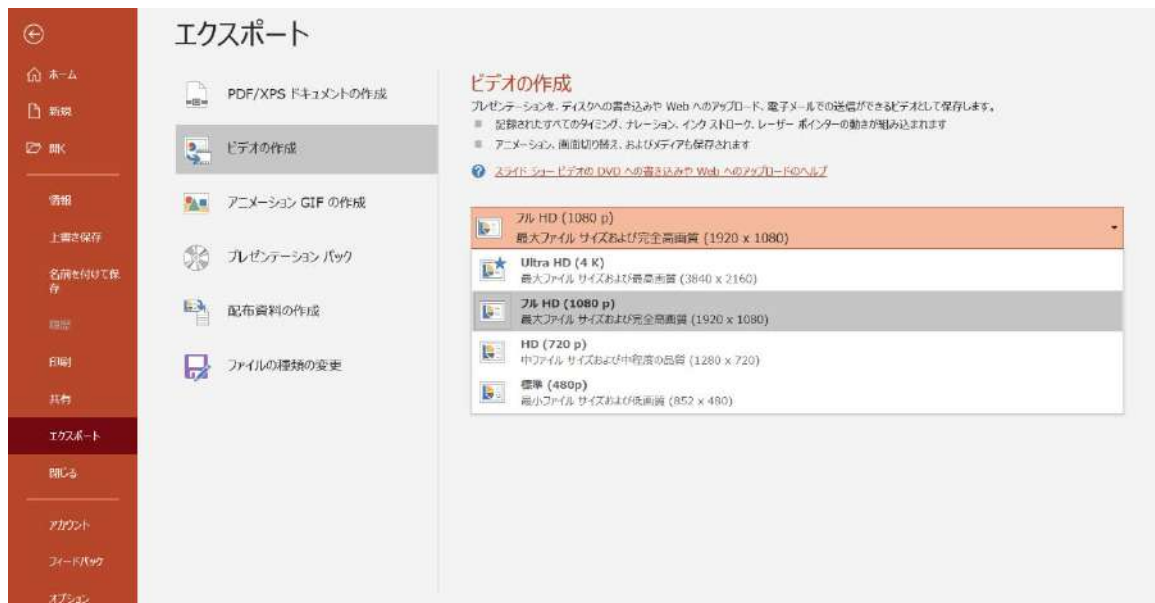 エクスポート
ホーム
新規
開く
情報
上書き保存
名前を付けて保
存
履歴
印刷
共有
エクスポート
閉じる
アカウント
フィードバック
オプション
PDF/XPS ドキュメントの作成
ビデオの作成
アニメーション GIF の作成
プレゼンテーション パック
配布資料の作成
ファイルの種類の変更
ビデオの作成
プレゼンテーションを、ディスクへの書き込みや Web へのアップロード、電子メールでの送信ができるビデオとして保存します。
記録されたすべてのタイミング、ナレーション、インク ストローク、レーザー ポインターの動きが組み込まれます
アニメーション、画面切り替え、およびメディアも保存されます
スライド ショー ビデオの DVD への書き込みや Web へのアップロードのヘルプ
フル HD (1080 p)
最大ファイル サイズおよび完全高画質 (1920 x 1080)
Ultra HD (4 K)
最大ファイル サイズおよび最高画質 (3840 x 2160)
フル HD (1080 p)
最大ファイル サイズおよび完全高画質 (1920 x 1080)
HD (720 p)
中ファイル サイズおよび中程度の品質 (1280 x 720)
標準 (480p)
最小ファイル サイズおよび低画質 (852 x 480)